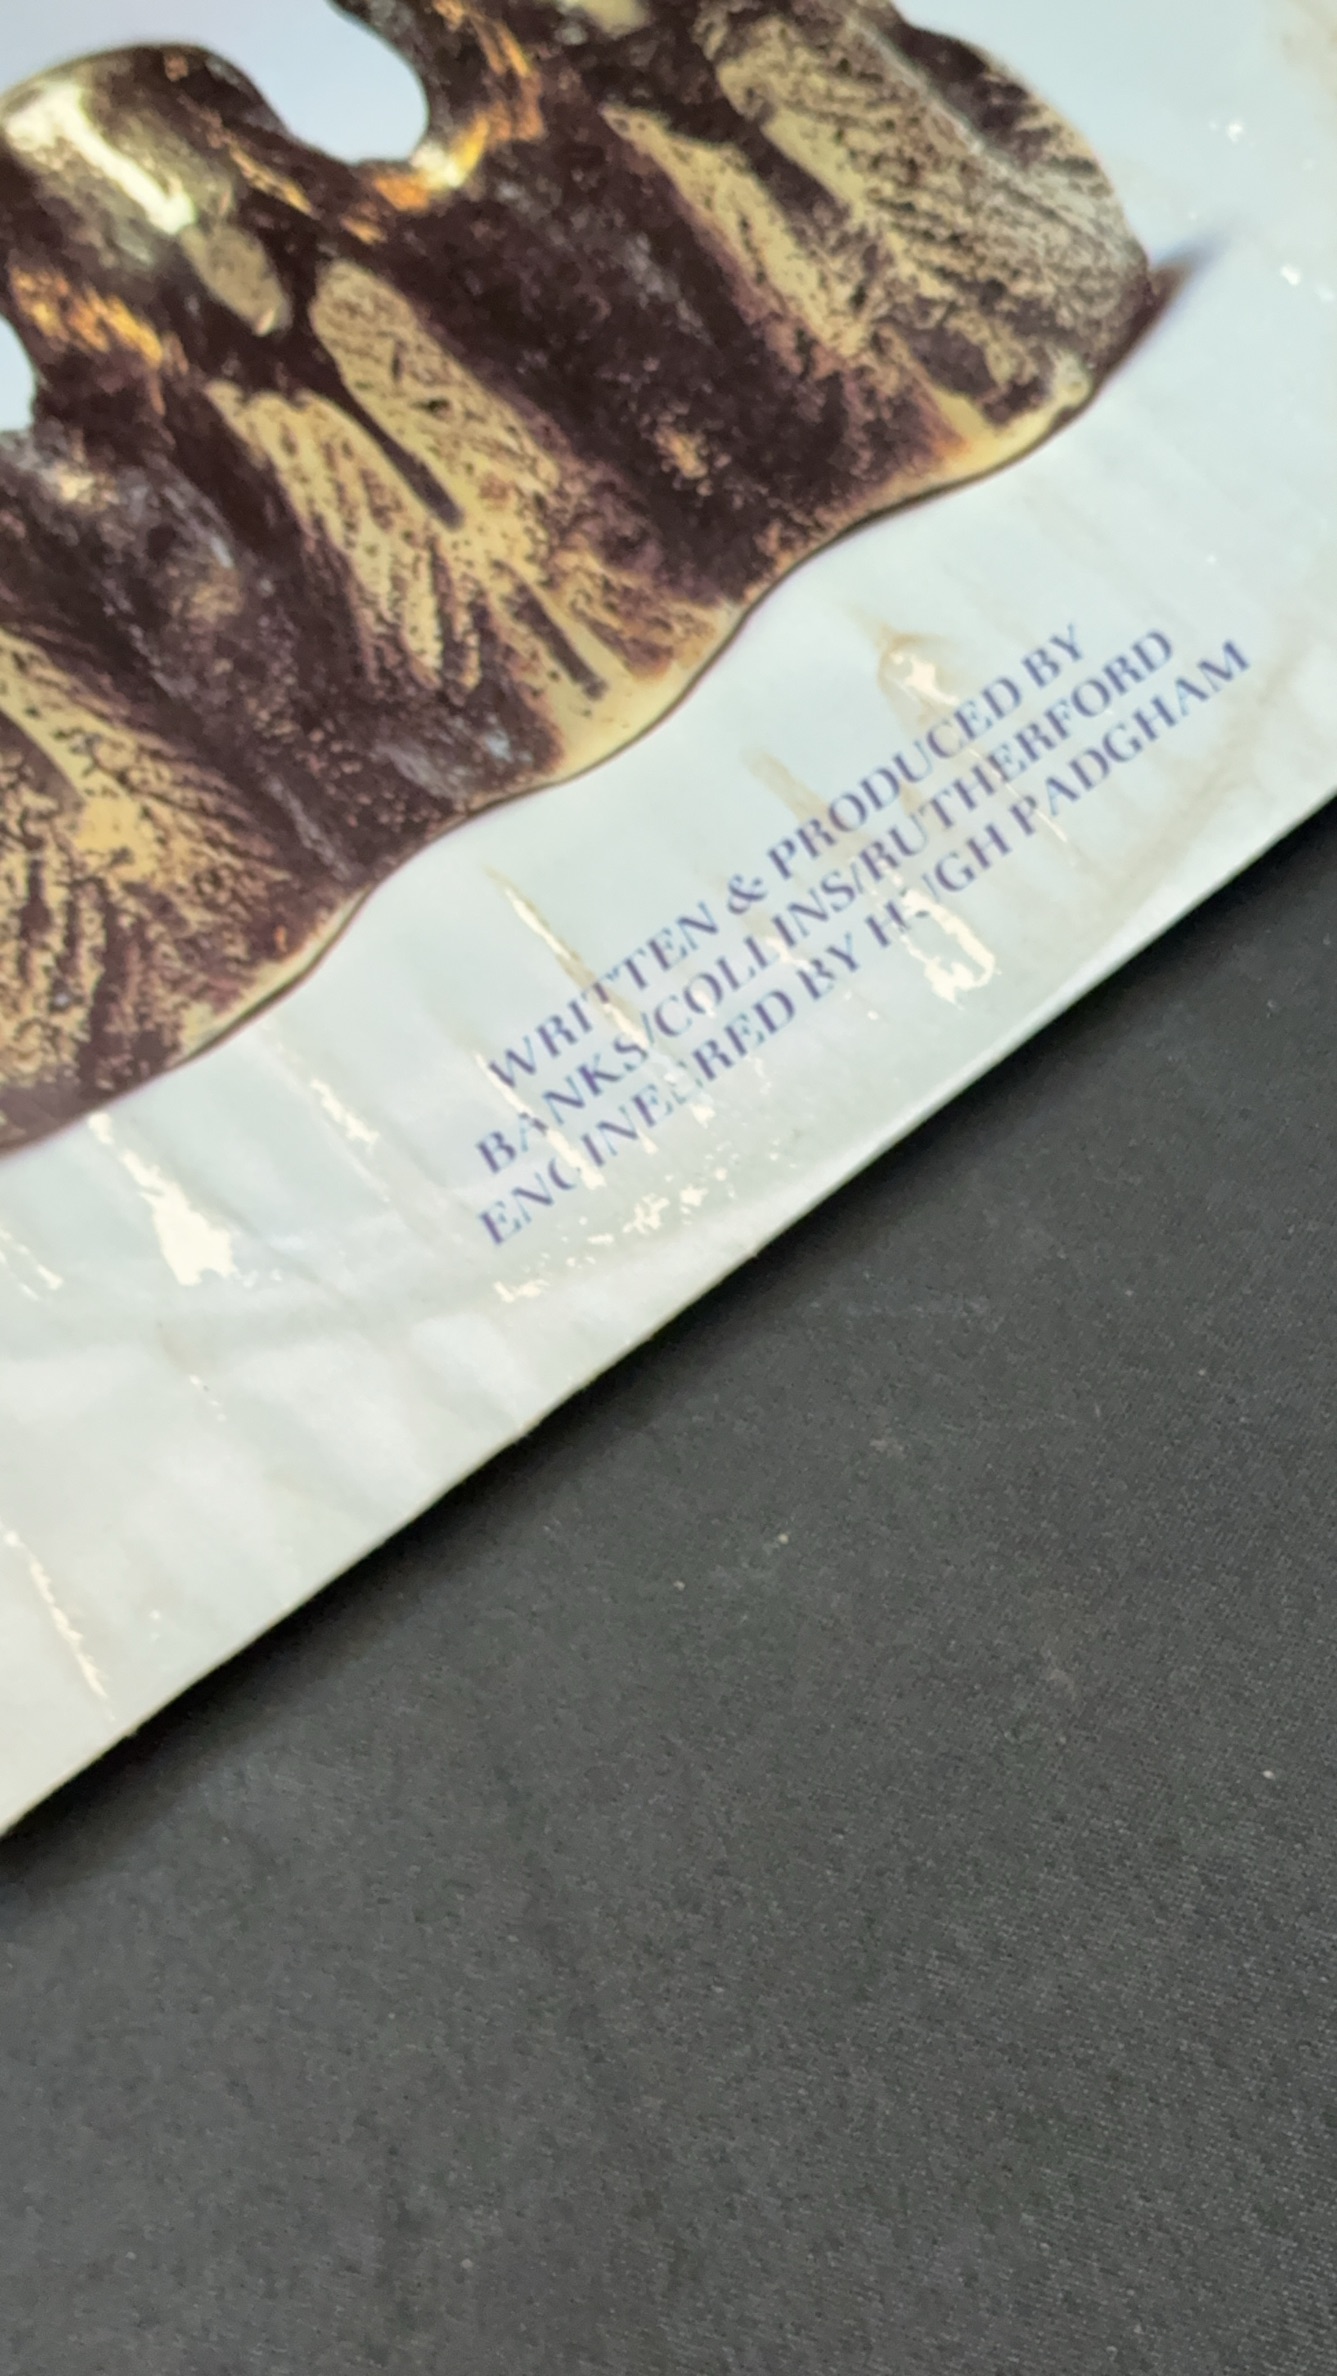 WRITTEN & PRODUCED BY
BANKS/COLLINS/RUTHERFORD
ENGINEERED BY HUGH PADGHAM